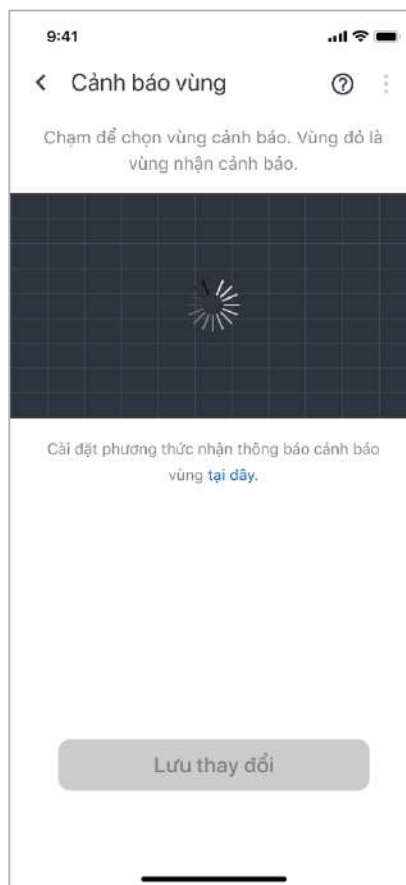 9:41
Cảnh báo vùng
Chạm để chọn vùng cảnh báo. Vùng đỏ là
vùng nhận cảnh báo.
Cài đặt phương thức nhận thông báo cảnh báo
vùng tại đây.
Lưu thay đổi